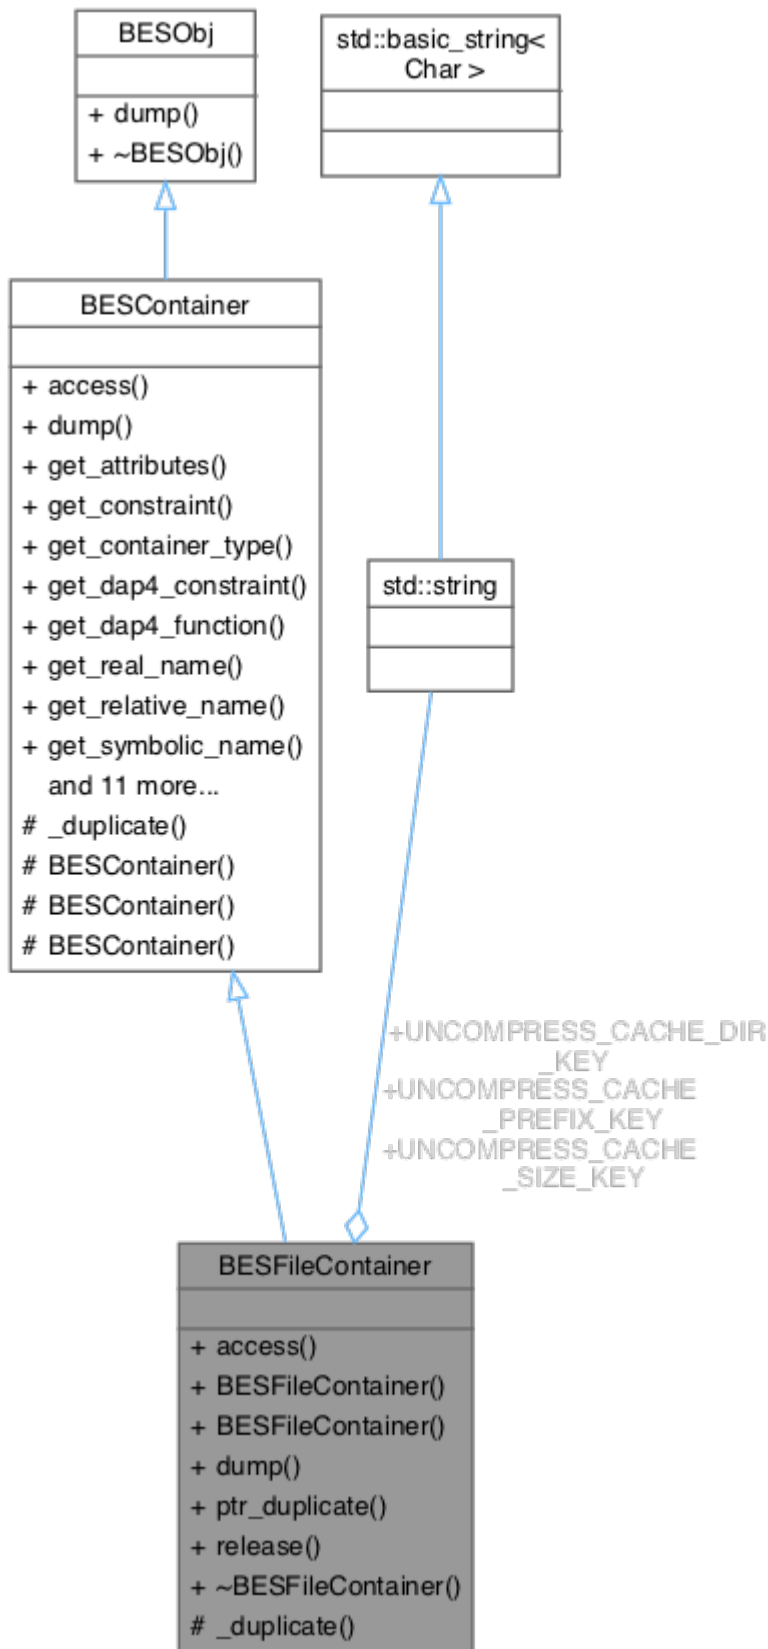 BESObj
+ dump()
+ ~BESObj()
std::basic_string<
Char >
BESContainer
+ access()
+ dump()
+ get_attributes()
+ get_constraint()
+ get_container_type()
+ get_dap4_constraint()
+ get_dap4_function()
+ get_real_name()
+ get_relative_name()
+ get_symbolic_name()
and 11 more...
# _duplicate()
# BESContainer()
# BESContainer()
# BESContainer()
std::string
+UNCOMPRESS_CACHE_DIR
_KEY
+UNCOMPRESS_CACHE
_PREFIX_KEY
+UNCOMPRESS_CACHE
_SIZE_KEY
BESFileContainer
+ access()
+ BESFileContainer()
+ BESFileContainer()
+ dump()
+ ptr_duplicate()
+ release()
+ ~BESFileContainer()
# _duplicate()